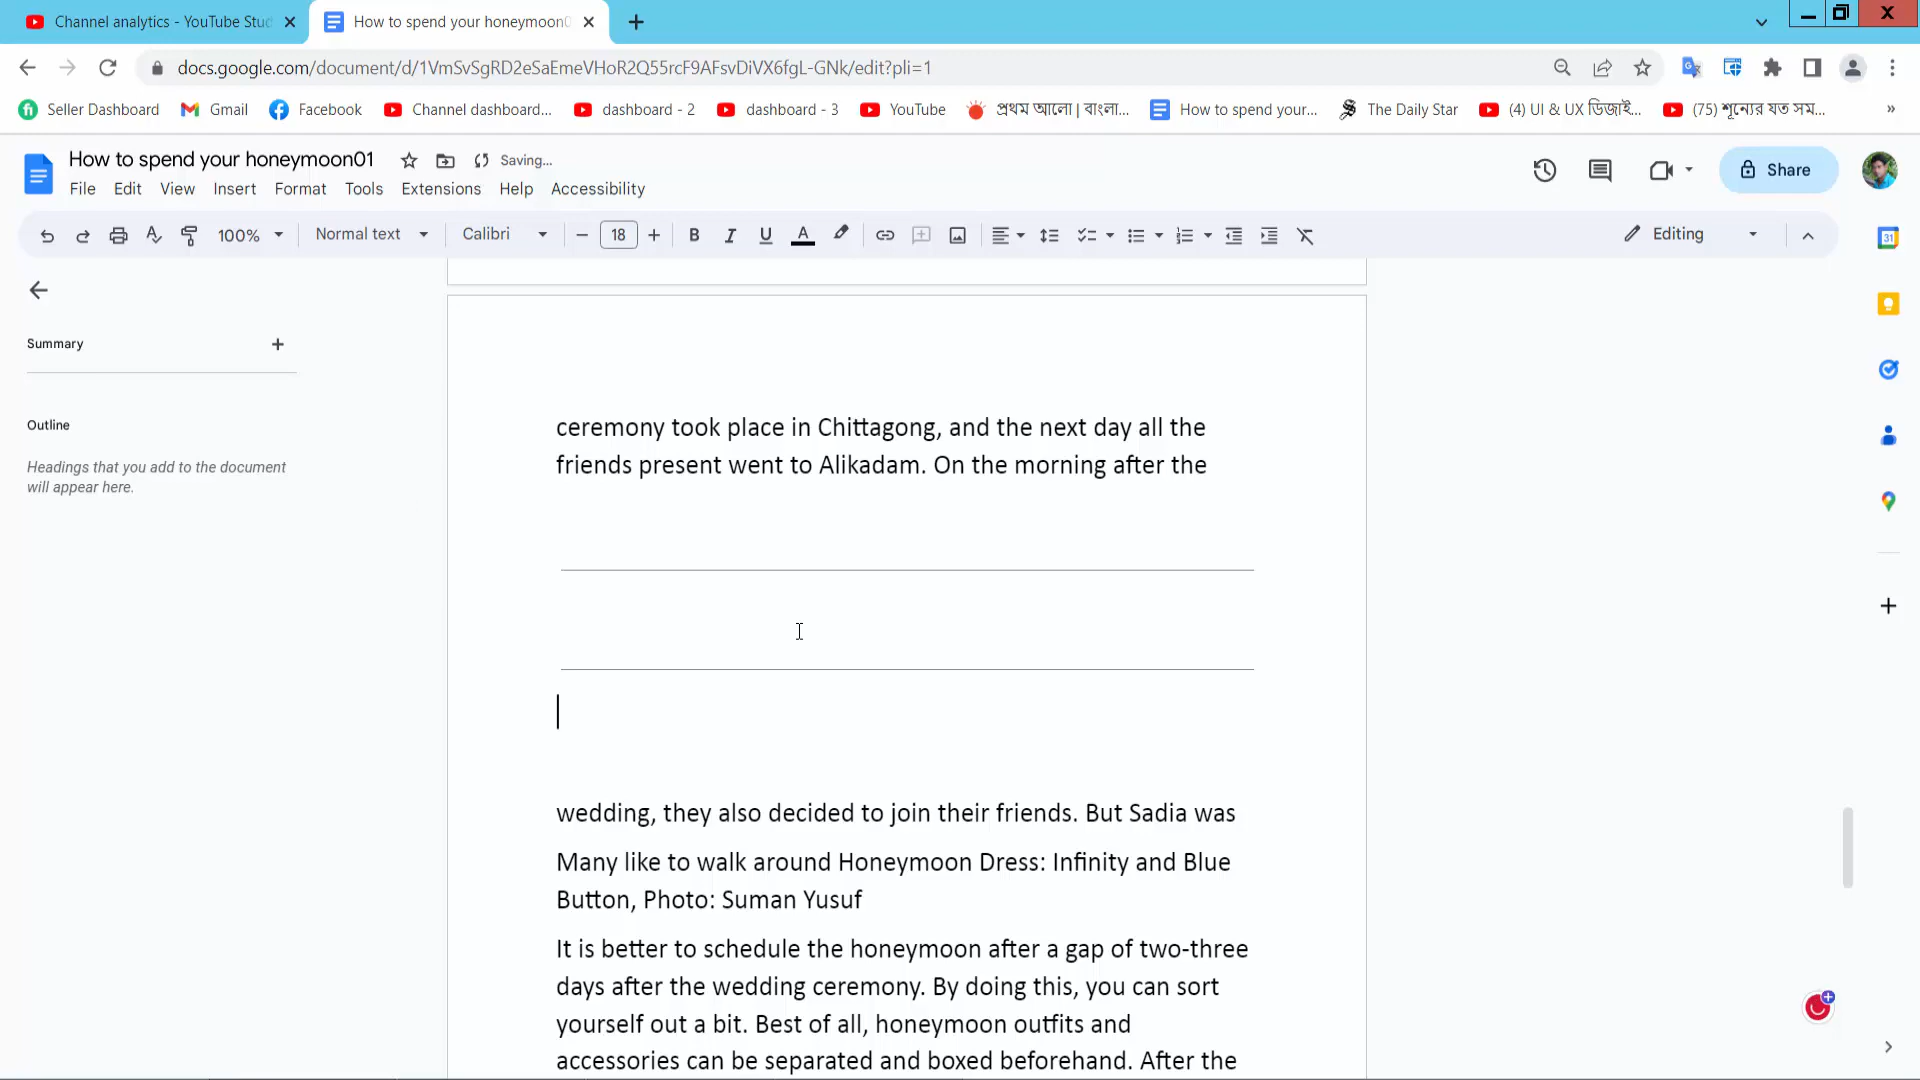 Channel analytics - YouTube Stud
How to spend your honeymoon0
docs.google.com/document/d/1VmSvSgRD2eSaEmeVHoR2Q55rcF9AFsvDiVX6fgL-GNk/edit?pli=1
Seller Dashboard
Gmail
Facebook
Channel dashboard...
dashboard - 2
dashboard - 3
YouTube
প্রথম আলো | বাংলা...
How to spend your...
The Daily Star
(4) UI & UX ডিজাই...
(75) শূন্যের যত সম...
How to spend your honeymoon01
Saving...
File Edit View Insert Format Tools Extensions Help Accessibility
Share
100%
Normal text
Calibri
18
Editing
31
Summary
Outline
Headings that you add to the document
will appear here.
ceremony took place in Chittagong, and the next day all the
friends present went to Alikadam. On the morning after the
wedding, they also decided to join their friends. But Sadia was
Many like to walk around Honeymoon Dress: Infinity and Blue
Button, Photo: Suman Yusuf
It is better to schedule the honeymoon after a gap of two-three
days after the wedding ceremony. By doing this, you can sort
yourself out a bit. Best of all, honeymoon outfits and
accessories can be separated and boxed beforehand. After the